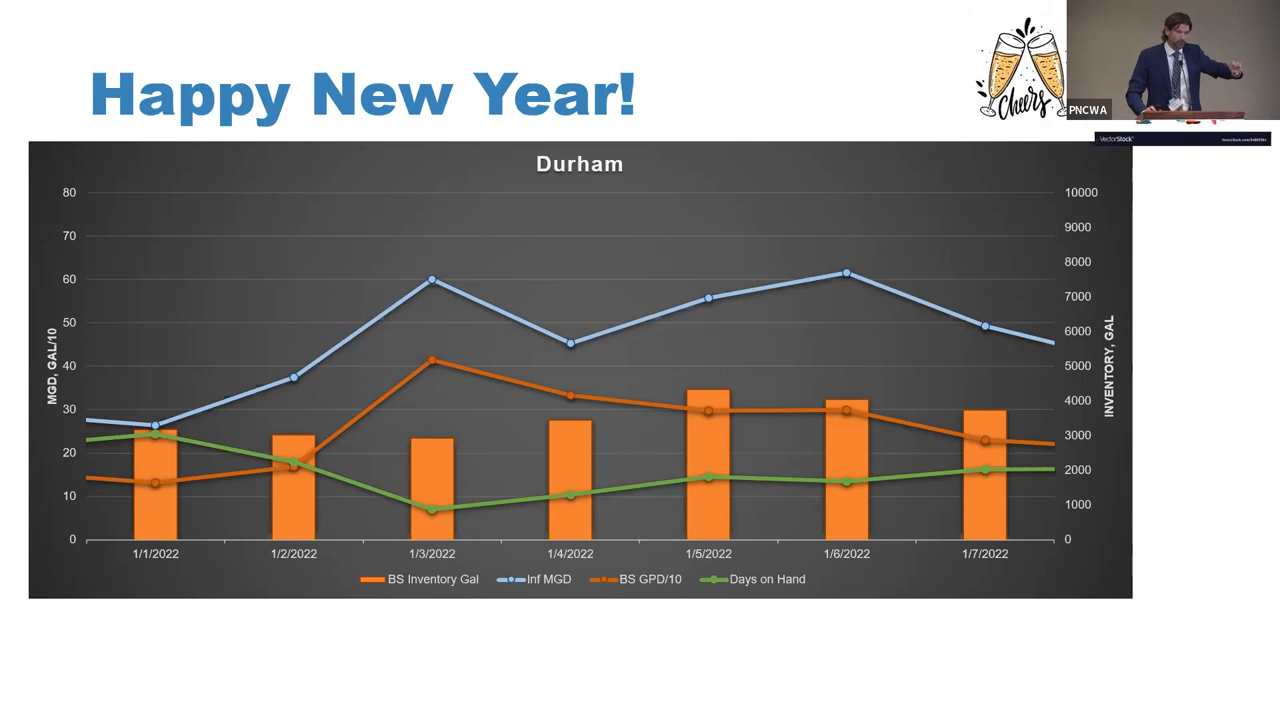 Happy New Year!
Cheers
PNCWA
VectorStock
Durham
80
70
60
50
40
30
20
10
0
MGD, GAL/10
10000
9000
8000
7000
6000
5000
4000
3000
2000
1000
0
INVENTORY, GAL
1/1/2022
1/2/2022
1/3/2022
1/4/2022
1/5/2022
1/6/2022
1/7/2022
BS Inventory Gal
Inf MGD
BS GPD/10
Days on Hand